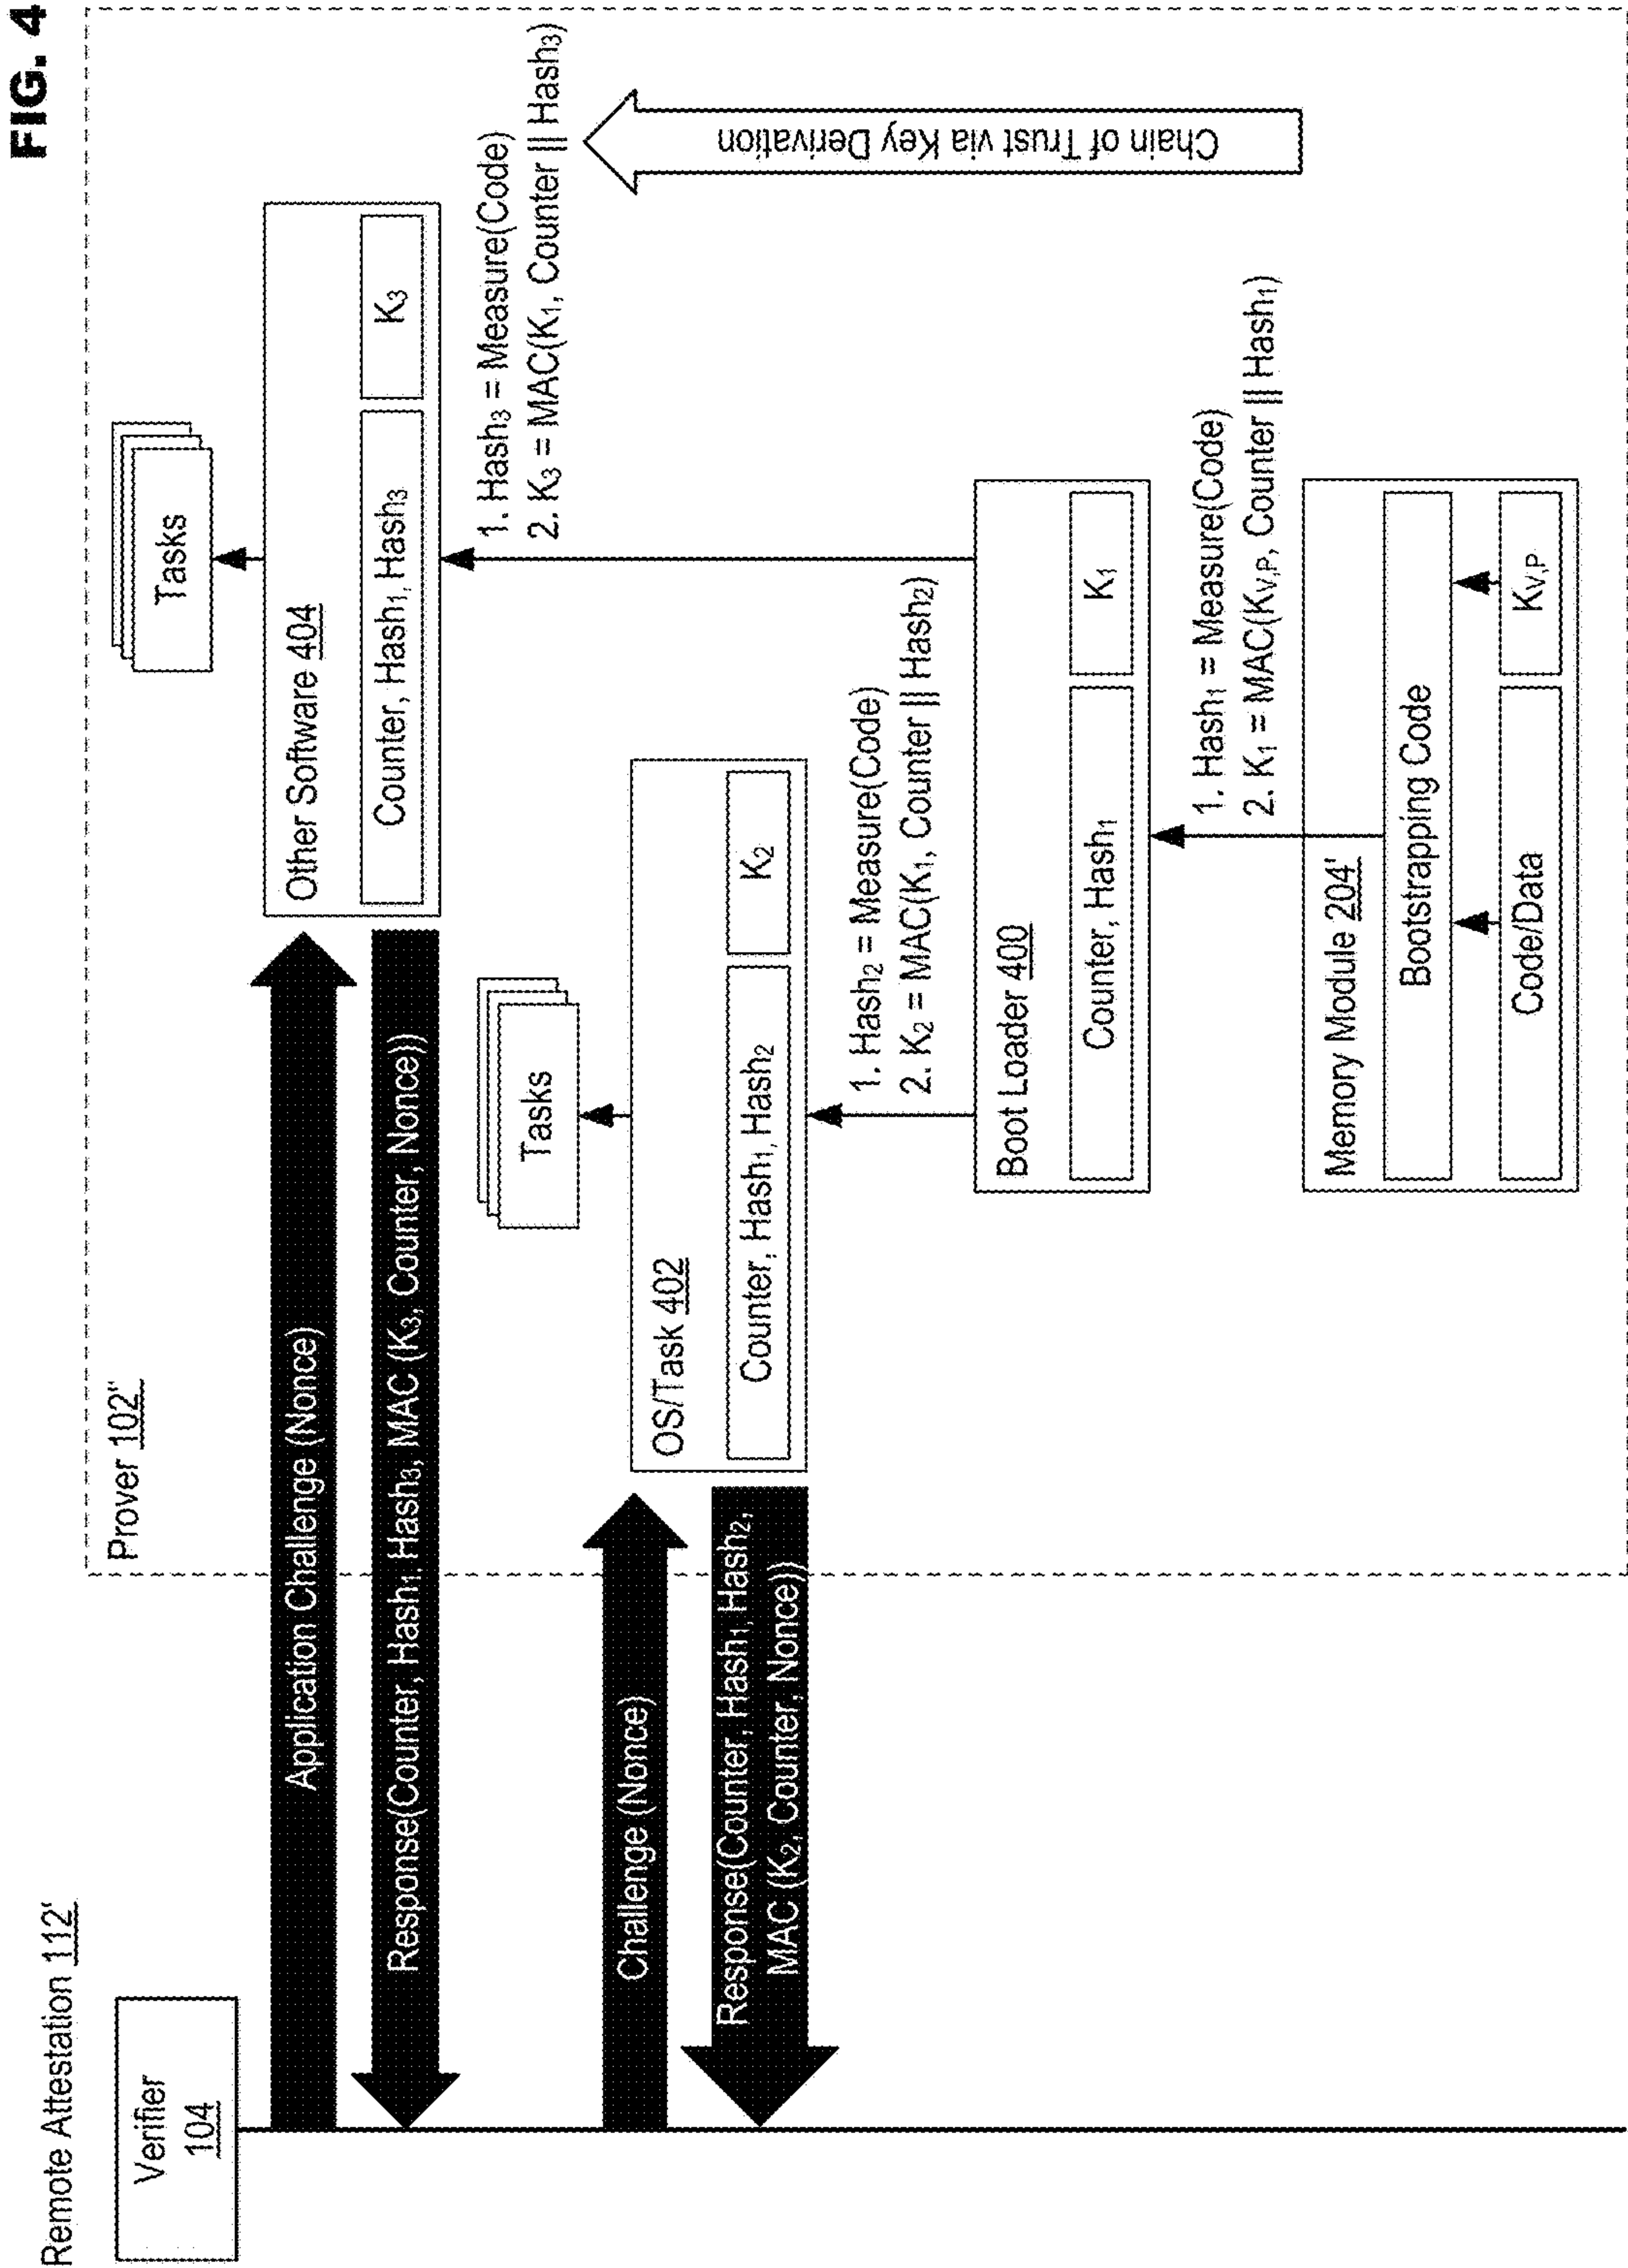 FIG. 4
Remote Attestation 112'
Verifier
104
Prover 102"
Application Challenge (Nonce)
Response(Counter, Hash1, Hash3, MAC (K3, Counter, Nonce))
Challenge (Nonce)
Response(Counter, Hash1, Hash2,
MAC (K2, Counter, Nonce))
Tasks
Other Software 404
Counter, Hash1, Hash3
K3
1. Hash3 = Measure(Code)
2. K3 = MAC(K1, Counter || Hash3)
Tasks
OS/Task 402
Counter, Hash1, Hash2
K2
1. Hash2 = Measure(Code)
2. K2 = MAC(K1, Counter || Hash2)
Boot Loader 400
Counter, Hash1
K1
1. Hash1 = Measure(Code)
2. K1 = MAC(KV,P, Counter || Hash1)
Memory Module 204'
Bootstrapping Code
Code/Data
KV,P
Chain of Trust via Key Derivation